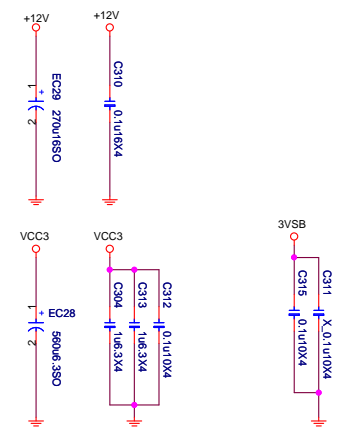 +12V
+12V
1
+
2
EC29
270u16SO
C310
0.1u16X4
VCC3
VCC3
3VSB
1
+ EC28
2
560u6.3SO
C304
1u6.3X4
C313
1u6.3X4
C312
0.1u10X4
C315
0.1u10X4
C311
X_0.1u10X4